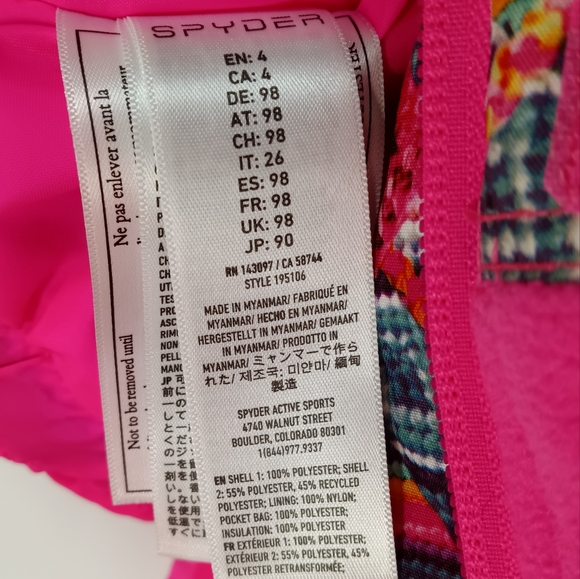 SPYDER
EN: 4
CA: 4
DE: 98
AT: 98
CH: 98
IT: 26
ES: 98
FR: 98
UK: 98
JP: 90
RN 143097 / CA 58744
STYLE 195106
MADE IN MYANMAR/ FABRIQUÉ EN
MYANMAR/ HECHO EN MYANMAR/
HERGESTELLT IN MYANMAR/ GEMAAKT
IN MYANMAR/ PRODOTTO IN
MYANMAR/ ミャンマーで作ら
れた/ 제조국: 미얀마/ 緬甸
製造
SPYDER ACTIVE SPORTS
4740 WALNUT STREET
BOULDER, COLORADO 80301
1(844)977.9337
EN SHELL 1: 100% POLYESTER; SHELL
2: 55% POLYESTER, 45% RECYCLED
POLYESTER; LINING: 100% NYLON;
POCKET BAG: 100% POLYESTER;
INSULATION: 100% POLYESTER
FR EXTÉRIEUR 1: 100% POLYESTER;
EXTÉRIEUR 2: 55% POLYESTER, 45%
POLYESTER RETRANSFORMÉ;
Ne pas enlever avant la
Not to be removed until